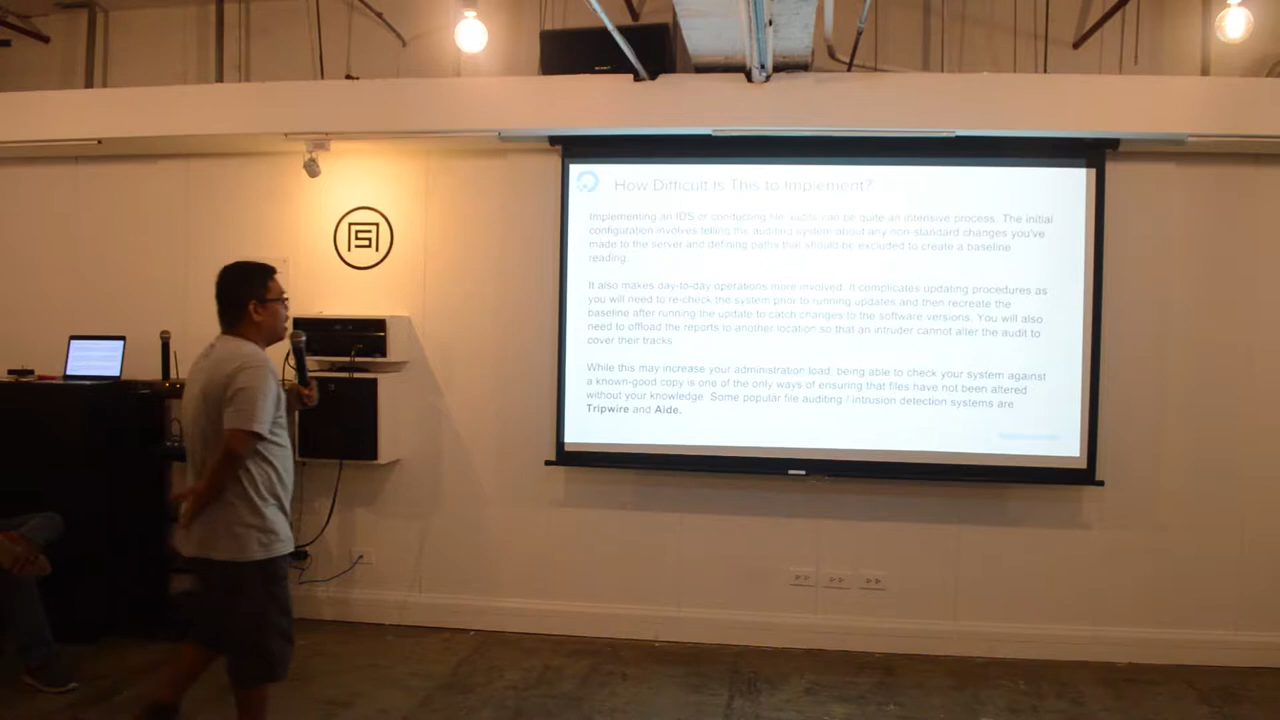 How Difficult Is This to Implement?
Implementing an IDS or conducting file audits can be quite an intensive process. The initial
configuration involves telling the auditing system about any non-standard changes you've
made to the server and defining paths that should be excluded to create a baseline
reading.
It also makes day-to-day operations more involved. It complicates updating procedures as
you will need to re-check the system prior to running updates and then recreate the
baseline after running the update to catch changes to the software versions. You will also
need to offload the reports to another location so that an intruder cannot alter the audit to
cover their tracks
While this may increase your administration load, being able to check your system against
a known-good copy is one of the only ways of ensuring that files have not been altered
without your knowledge. Some popular file auditing / intrusion detection systems are
Tripwire and Aide.